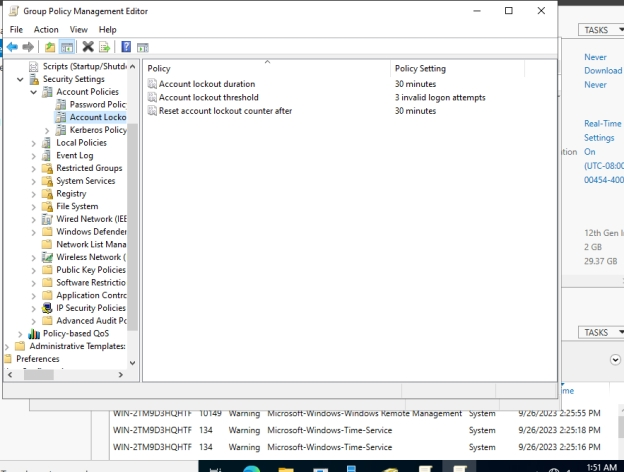 Group Policy Management Editor
File Action View Help
Scripts (Startup/Shutd
Security Settings
Account Policies
Password Polic
Account Locko
Kerberos Policy
Local Policies
Event Log
Restricted Groups
System Services
Registry
File System
Wired Network (IEE
Windows Defender
Network List Mana
Wireless Network (
Public Key Policies
Software Restrictio
Application Contro
IP Security Policies
Advanced Audit Po
Policy-based QoS
Administrative Templates:
Preferences
Policy Policy Setting
Account lockout duration 30 minutes
Account lockout threshold 3 invalid logon attempts
Reset account lockout counter after 30 minutes
TASKS
Never
Download
Never
Real-Time
Settings
On
(UTC-08:00
00454-400
12th Gen I
2 GB
29.37 GB
TASKS
WIN-2TM9D3HQHTF 10149 Warning Microsoft-Windows-Windows Remote Management System 9/26/2023 2:25:55 PM
WIN-2TM9D3HQHTF 134 Warning Microsoft-Windows-Time-Service System 9/26/2023 2:25:18 PM
WIN-2TM9D3HQHTF 134 Warning Microsoft-Windows-Time-Service System 9/26/2023 2:25:16 PM
1:51 AM